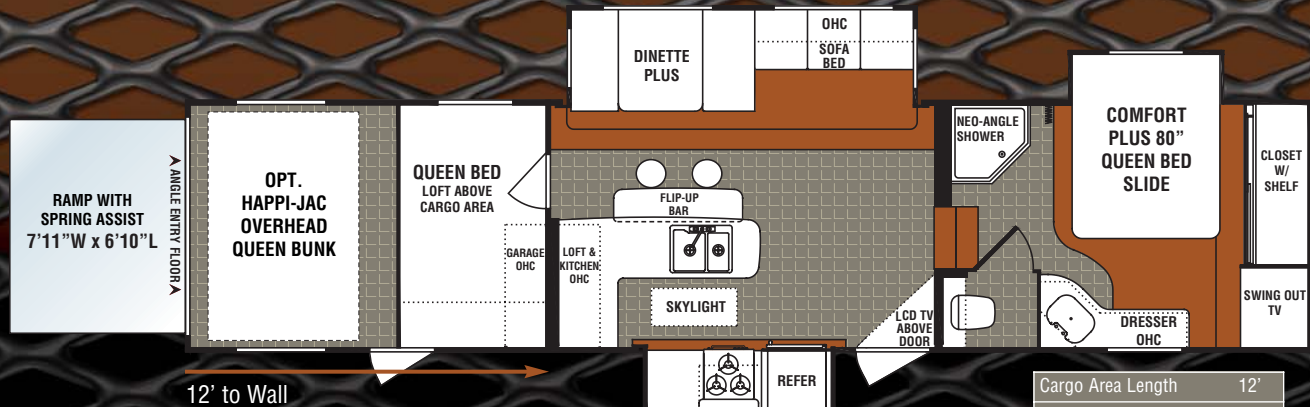 RAMP WITH
SPRING ASSIST
7'11"W x 6'10"L
ANGLE ENTRY FLOOR
OPT.
HAPPI-JAC
OVERHEAD
QUEEN BUNK
QUEEN BED
LOFT ABOVE
CARGO AREA
GARAGE
OHC
LOFT &
KITCHEN
OHC
DINETTE
PLUS
OHC
SOFA
BED
FLIP-UP
BAR
SKYLIGHT
LCD TV
ABOVE
DOOR
REFER
NEO-ANGLE
SHOWER
COMFORT
PLUS 80”
QUEEN BED
SLIDE
CLOSET
W/
SHELF
SWING OUT
TV
DRESSER
OHC
12' to Wall
Cargo Area Length 12'